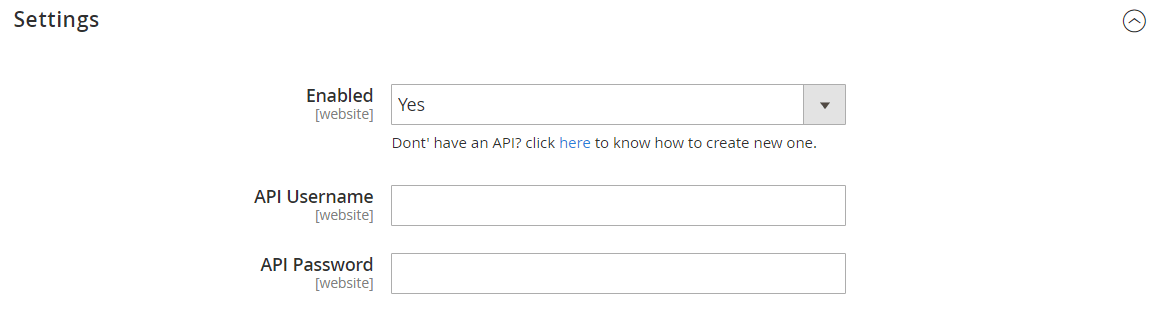 Settings
Enabled
[website]
Yes
Dont' have an API? click here to know how to create new one.
API Username
[website]
API Password
[website]